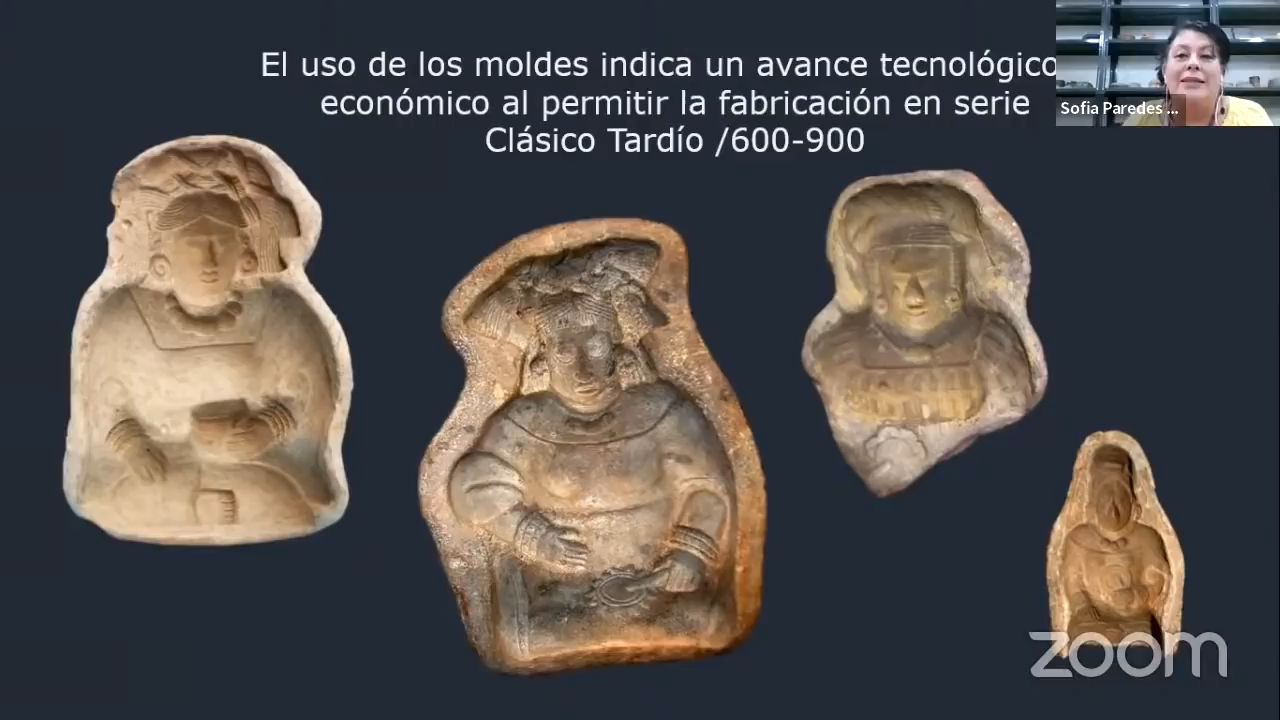 El uso de los moldes indica un avance tecnológico
económico al permitir la fabricación en serie
Clásico Tardío /600-900
Sofia Paredes ...
zoom